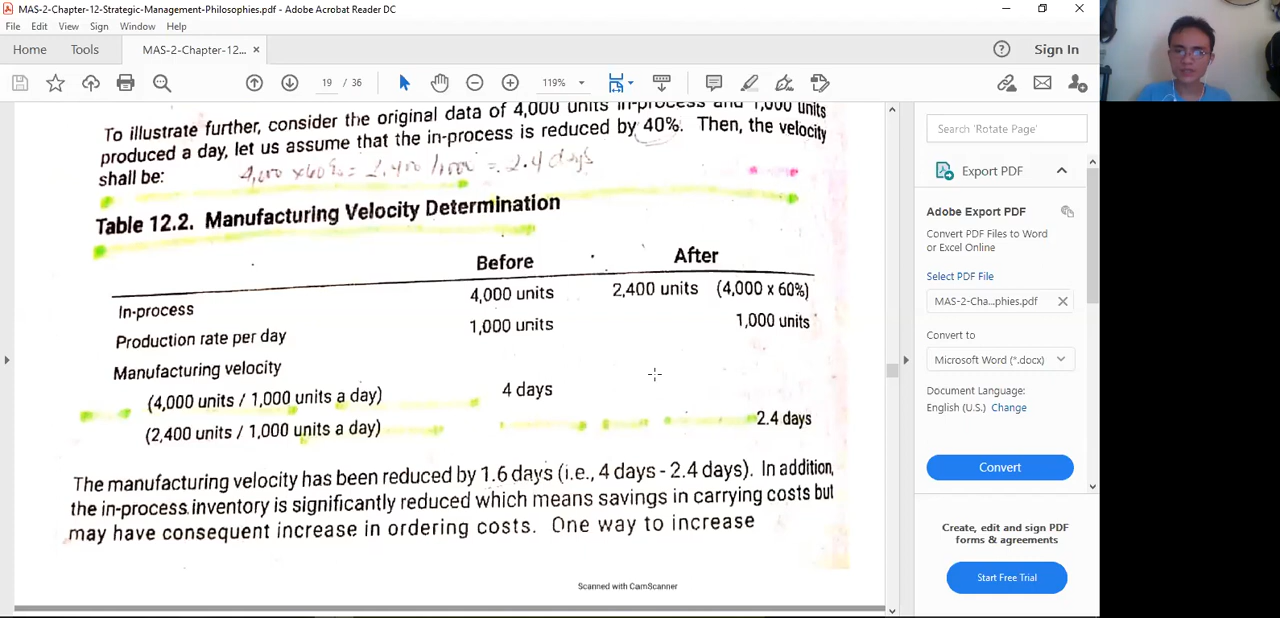 MAS-2-Chapter-12-Strategic-Management-Philosophies.pdf - Adobe Acrobat Reader DC
File Edit View Sign Window Help
Home Tools MAS-2-Chapter-12... × Sign In
19 / 36 119%
To illustrate further, consider the original data of 4,000 units in-process and 1,000 units
produced a day, let us assume that the in-process is reduced by 40%. Then, the velocity
shall be: 4,000 x 60% = 2,400 / 1,000 = 2.4 days
Table 12.2. Manufacturing Velocity Determination
Before After
In-process 4,000 units 2,400 units (4,000 x 60%)
Production rate per day 1,000 units 1,000 units
Manufacturing velocity
(4,000 units / 1,000 units a day) 4 days
(2,400 units / 1,000 units a day) 2.4 days
The manufacturing velocity has been reduced by 1.6 days (i.e., 4 days - 2.4 days). In addition,
the in-process inventory is significantly reduced which means savings in carrying costs but
may have consequent increase in ordering costs. One way to increase
Scanned with CamScanner
Search 'Rotate Page'
Export PDF
Adobe Export PDF
Convert PDF Files to Word
or Excel Online
Select PDF File
MAS-2-Cha...phies.pdf
Convert to
Microsoft Word (*.docx)
Document Language:
English (U.S.) Change
Convert
Create, edit and sign PDF
forms & agreements
Start Free Trial